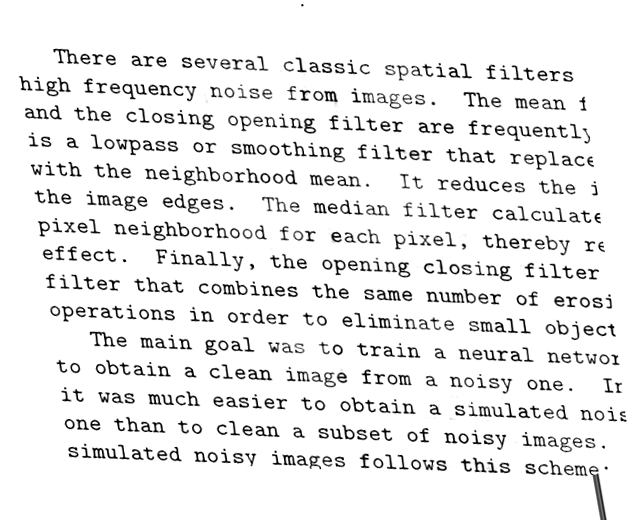 There are several classic spatial filters
high frequency noise from images. The mean
and the closing opening filter are frequently
is a lowpass or smoothing filter that replace
with the neighborhood mean. It reduces the
the image edges. The median filter calculate
pixel neighborhood for each pixel, thereby re
effect. Finally, the opening closing filter
filter that combines the same number of erosi
operations in order to eliminate small object
The main goal was to train a neural networ
to obtain a clean image from a noisy one.
it was much easier to obtain a simulated nois
one than to clean a subset of noisy images.
simulated noisy images follows this scheme